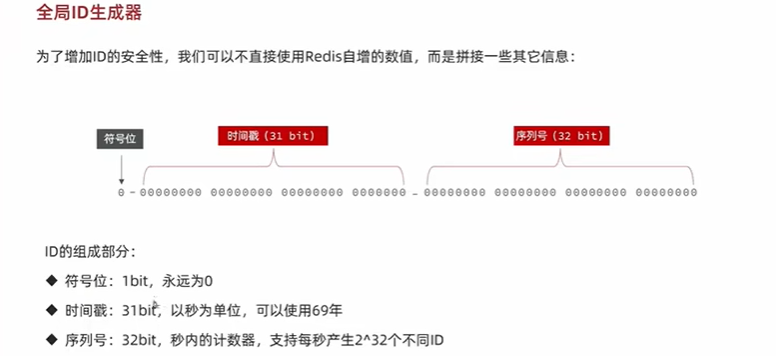 全局ID生成器
为了增加ID的安全性，我们可以不直接使用Redis自增的数值，而是拼接一些其它信息：
符号位 时间戳（31 bit） 序列号（32 bit）
0 - 00000000 00000000 00000000 0000000 - 00000000 00000000 00000000 00000000
ID的组成部分：
◆ 符号位：1bit，永远为0
◆ 时间戳：31bit，以秒为单位，可以使用69年
◆ 序列号：32bit，秒内的计数器，支持每秒产生2^32个不同ID